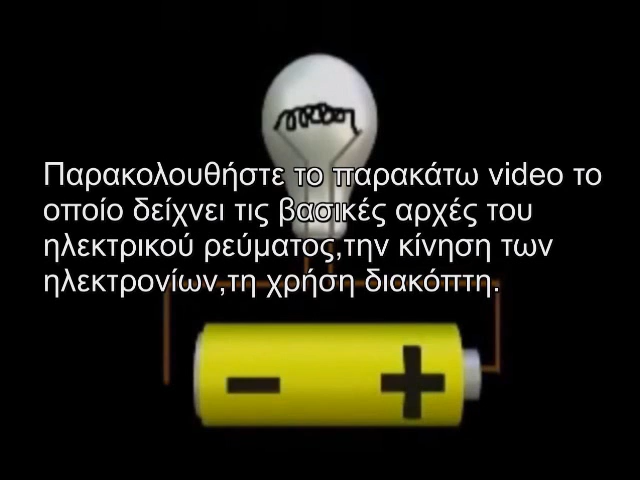 Παρακολουθήστε το παρακάτω video το
οποίο δείχνει τις βασικές αρχές του
ηλεκτρικού ρεύματος,την κίνηση των
ηλεκτρονίων,τη χρήση διακόπτη.
- +